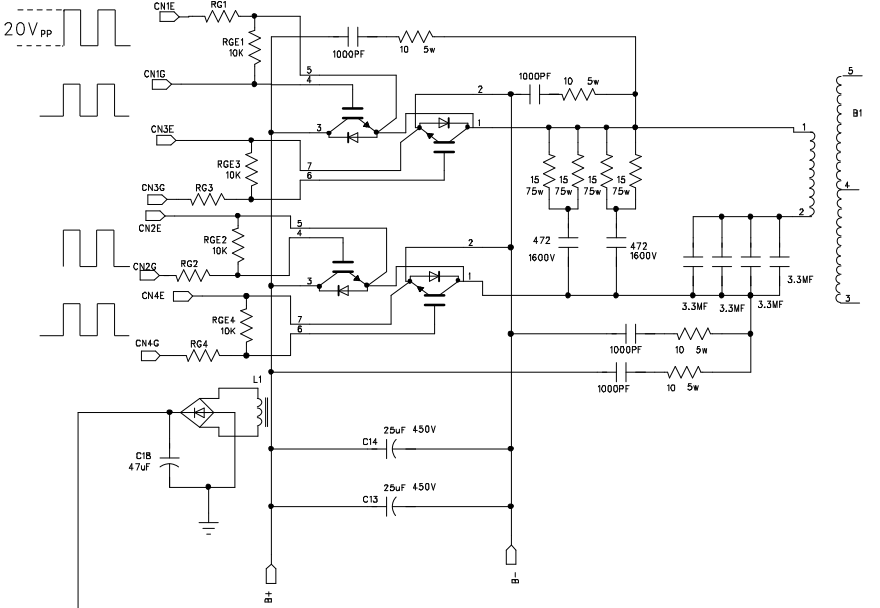 CN1E
RG1
20VPP
RGE1
10K
1000PF
10 5w
5
4
CN1G
2
1000PF
10 5w
5
B1
3
1
1
CN3E
RGE3
10K
7
6
15
75w
15
75w
15
75w
15
75w
4
CN3G
RG3
CN2E
2
RGE2
10K
5
4
472
1600V
472
1600V
2
CN2G
RG2
3
1
CN4E
3.3MF
3.3MF
3.3MF
3.3MF
3
RGE4
10K
7
6
CN4G
RG4
1000PF
10 5w
1000PF
10 5w
L1
C18
47uF
25uF 450V
C14
25uF 450V
C13
B+
B-